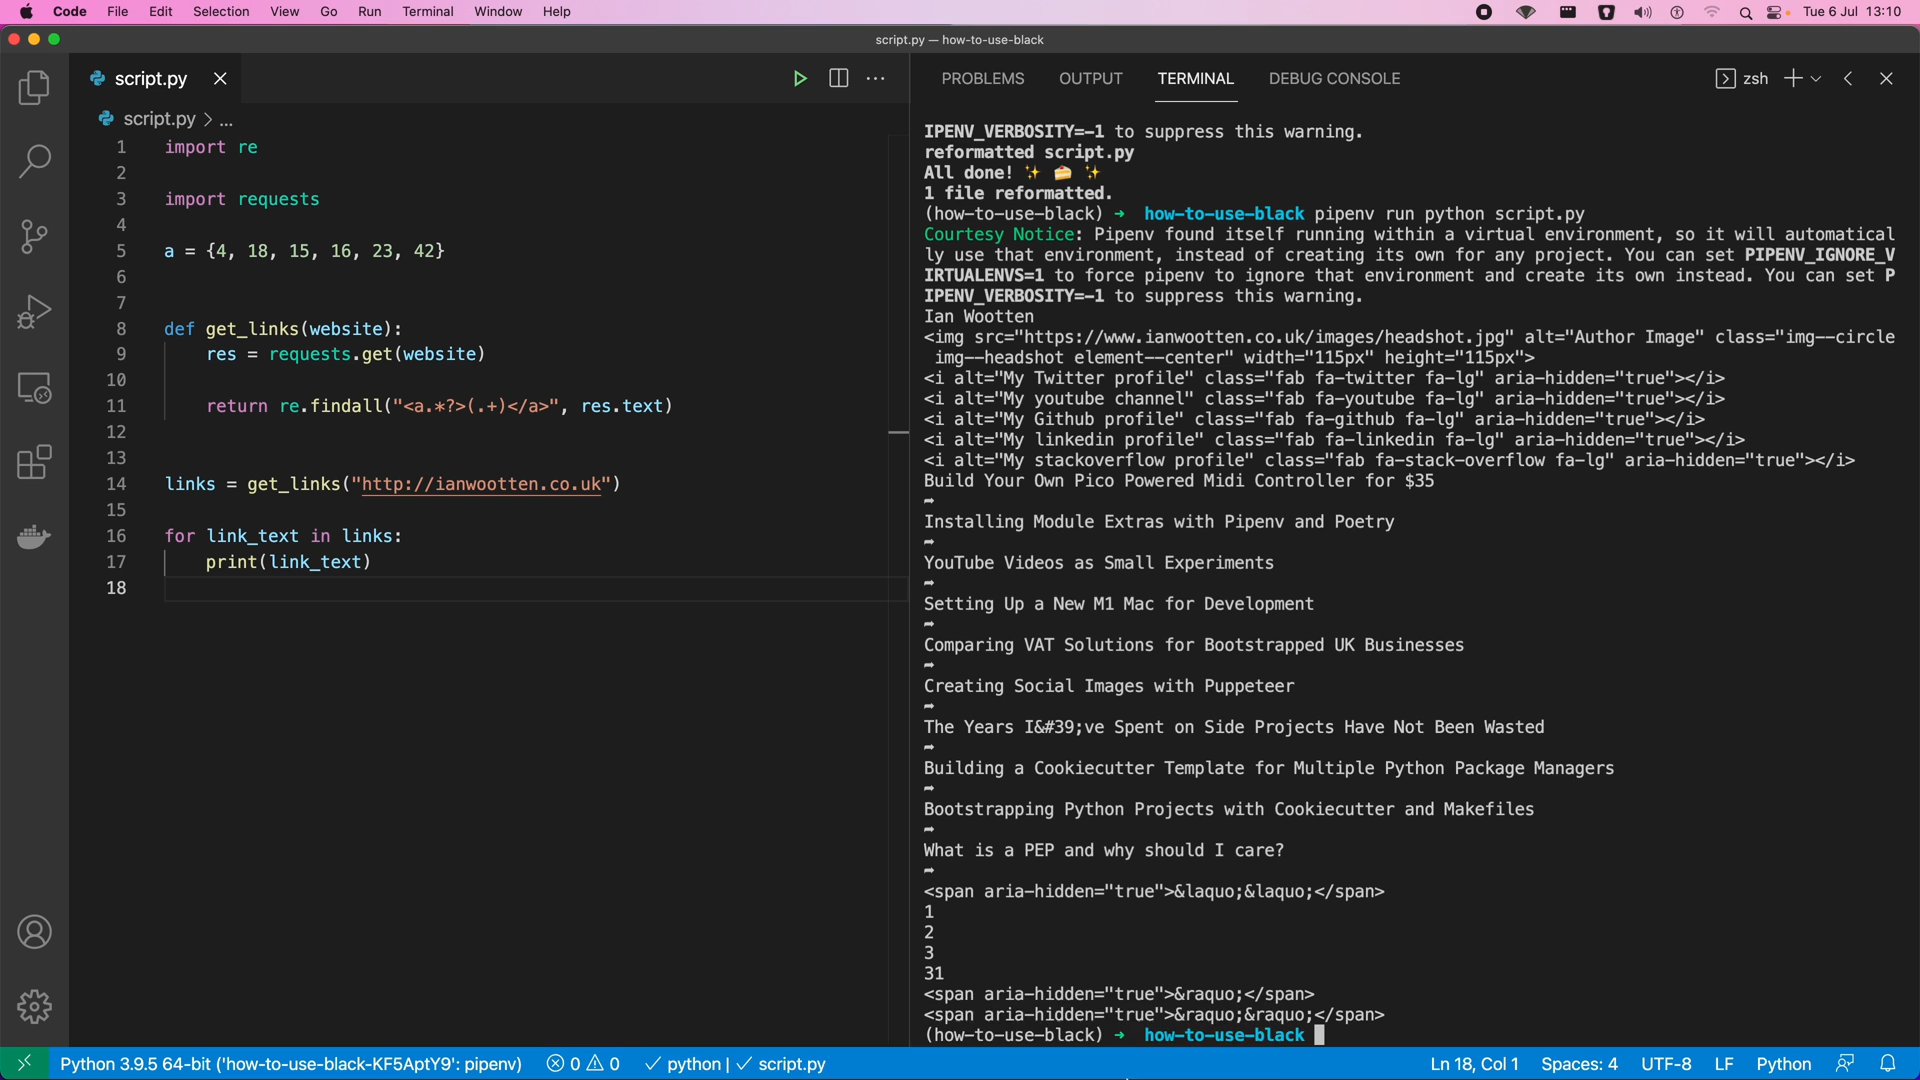 Code File Edit Selection View Go Run Terminal Window Help Tue 6 Jul 13:10
script.py — how-to-use-black
script.py
script.py > ...
1 import re
2
3 import requests
4
5 a = {4, 18, 15, 16, 23, 42}
6
7
8 def get_links(website):
9 res = requests.get(website)
10
11 return re.findall("<a.*?>(.+)</a>", res.text)
12
13
14 links = get_links("http://ianwootten.co.uk")
15
16 for link_text in links:
17 print(link_text)
18
PROBLEMS OUTPUT TERMINAL DEBUG CONSOLE zsh
IPENV_VERBOSITY=-1 to suppress this warning.
reformatted script.py
All done! ✨ 🍰 ✨
1 file reformatted.
(how-to-use-black) → how-to-use-black pipenv run python script.py
Courtesy Notice: Pipenv found itself running within a virtual environment, so it will automatical
ly use that environment, instead of creating its own for any project. You can set PIPENV_IGNORE_V
IRTUALENVS=1 to force pipenv to ignore that environment and create its own instead. You can set P
IPENV_VERBOSITY=-1 to suppress this warning.
Ian Wootten
<img src="https://www.ianwootten.co.uk/images/headshot.jpg" alt="Author Image" class="img--circle
img--headshot element--center" width="115px" height="115px">
<i alt="My Twitter profile" class="fab fa-twitter fa-lg" aria-hidden="true"></i>
<i alt="My youtube channel" class="fab fa-youtube fa-lg" aria-hidden="true"></i>
<i alt="My Github profile" class="fab fa-github fa-lg" aria-hidden="true"></i>
<i alt="My linkedin profile" class="fab fa-linkedin fa-lg" aria-hidden="true"></i>
<i alt="My stackoverflow profile" class="fab fa-stack-overflow fa-lg" aria-hidden="true"></i>
Build Your Own Pico Powered Midi Controller for $35
➦
Installing Module Extras with Pipenv and Poetry
➦
YouTube Videos as Small Experiments
➦
Setting Up a New M1 Mac for Development
➦
Comparing VAT Solutions for Bootstrapped UK Businesses
➦
Creating Social Images with Puppeteer
➦
The Years I&#39;ve Spent on Side Projects Have Not Been Wasted
➦
Building a Cookiecutter Template for Multiple Python Package Managers
➦
Bootstrapping Python Projects with Cookiecutter and Makefiles
➦
What is a PEP and why should I care?
➦
<span aria-hidden="true">&laquo;&laquo;</span>
1
2
3
31
<span aria-hidden="true">&raquo;</span>
<span aria-hidden="true">&raquo;&raquo;</span>
(how-to-use-black) → how-to-use-black
Python 3.9.5 64-bit ('how-to-use-black-KF5AptY9': pipenv) 0 0 ✓ python | ✓ script.py Ln 18, Col 1 Spaces: 4 UTF-8 LF Python